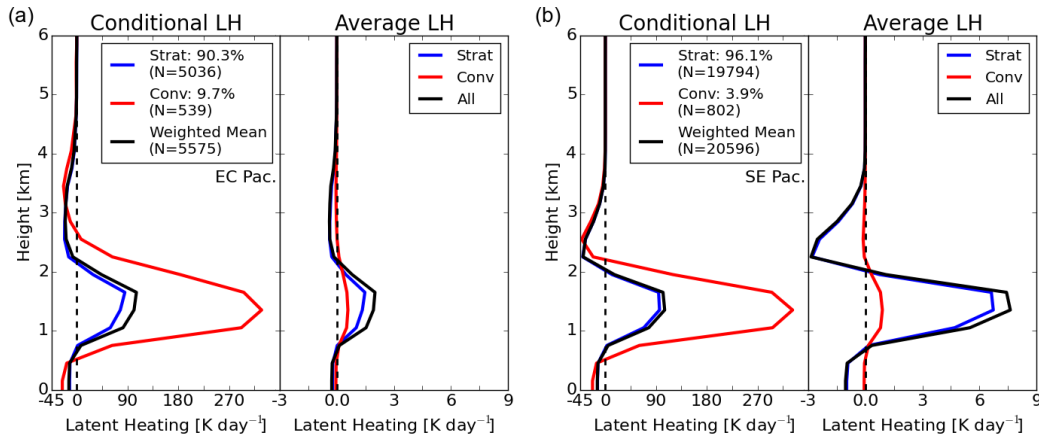 (a)
Conditional LH
Average LH
6
5
4
3
2
1
0
Height [km]
Strat: 90.3%
(N=5036)
Conv: 9.7%
(N=539)
Weighted Mean
(N=5575)
EC Pac.
Strat
Conv
All
-45 0 90 180 270
-3 0.0 3 6 9
Latent Heating [K day⁻¹]
Latent Heating [K day⁻¹]
(b)
Conditional LH
Average LH
6
5
4
3
2
1
0
Height [km]
Strat: 96.1%
(N=19794)
Conv: 3.9%
(N=802)
Weighted Mean
(N=20596)
SE Pac.
Strat
Conv
All
-45 0 90 180 270
-3 0.0 3 6 9
Latent Heating [K day⁻¹]
Latent Heating [K day⁻¹]